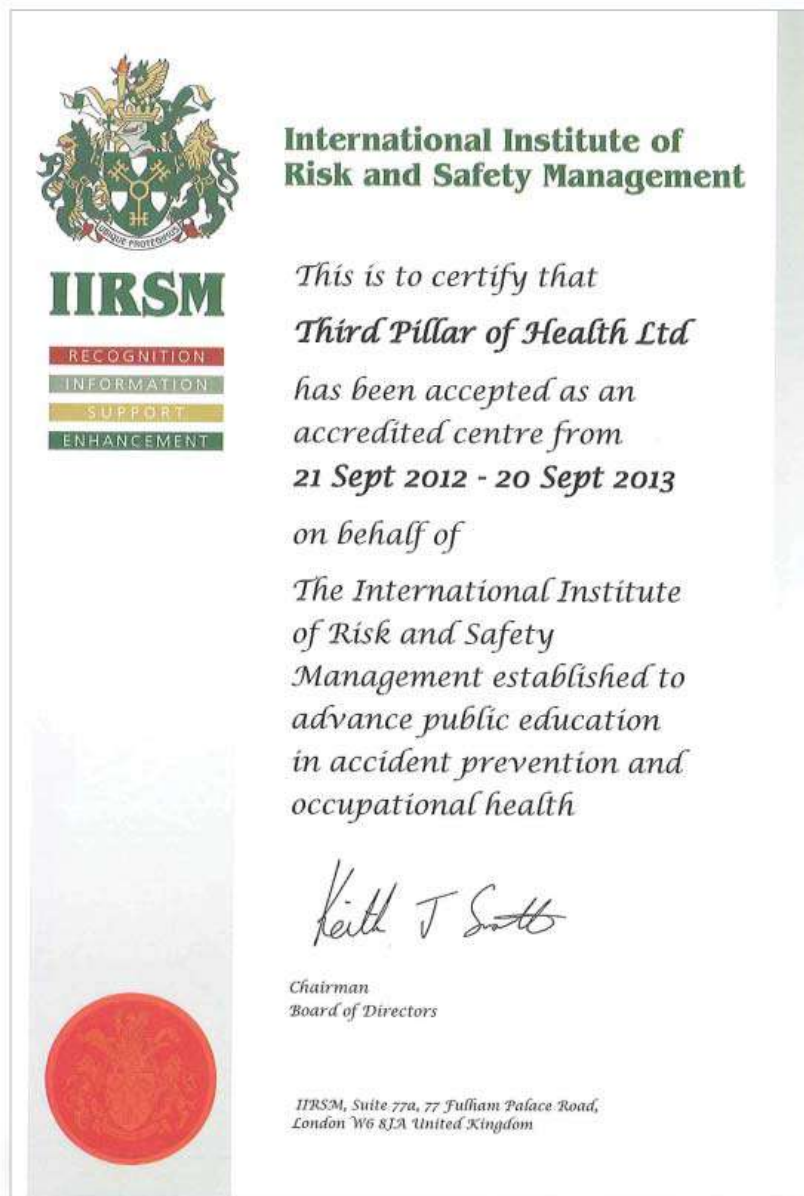 UBIQUE PROTEGIMUS
IIRSM
RECOGNITION
INFORMATION
SUPPORT
ENHANCEMENT
International Institute of
Risk and Safety Management
This is to certify that
Third Pillar of Health Ltd
has been accepted as an
accredited centre from
21 Sept 2012 - 20 Sept 2013
on behalf of
The International Institute
of Risk and Safety
Management established to
advance public education
in accident prevention and
occupational health
Keith J Scott
Chairman
Board of Directors
IIRSM, Suite 77a, 77 Fulham Palace Road,
London W6 8JA United Kingdom